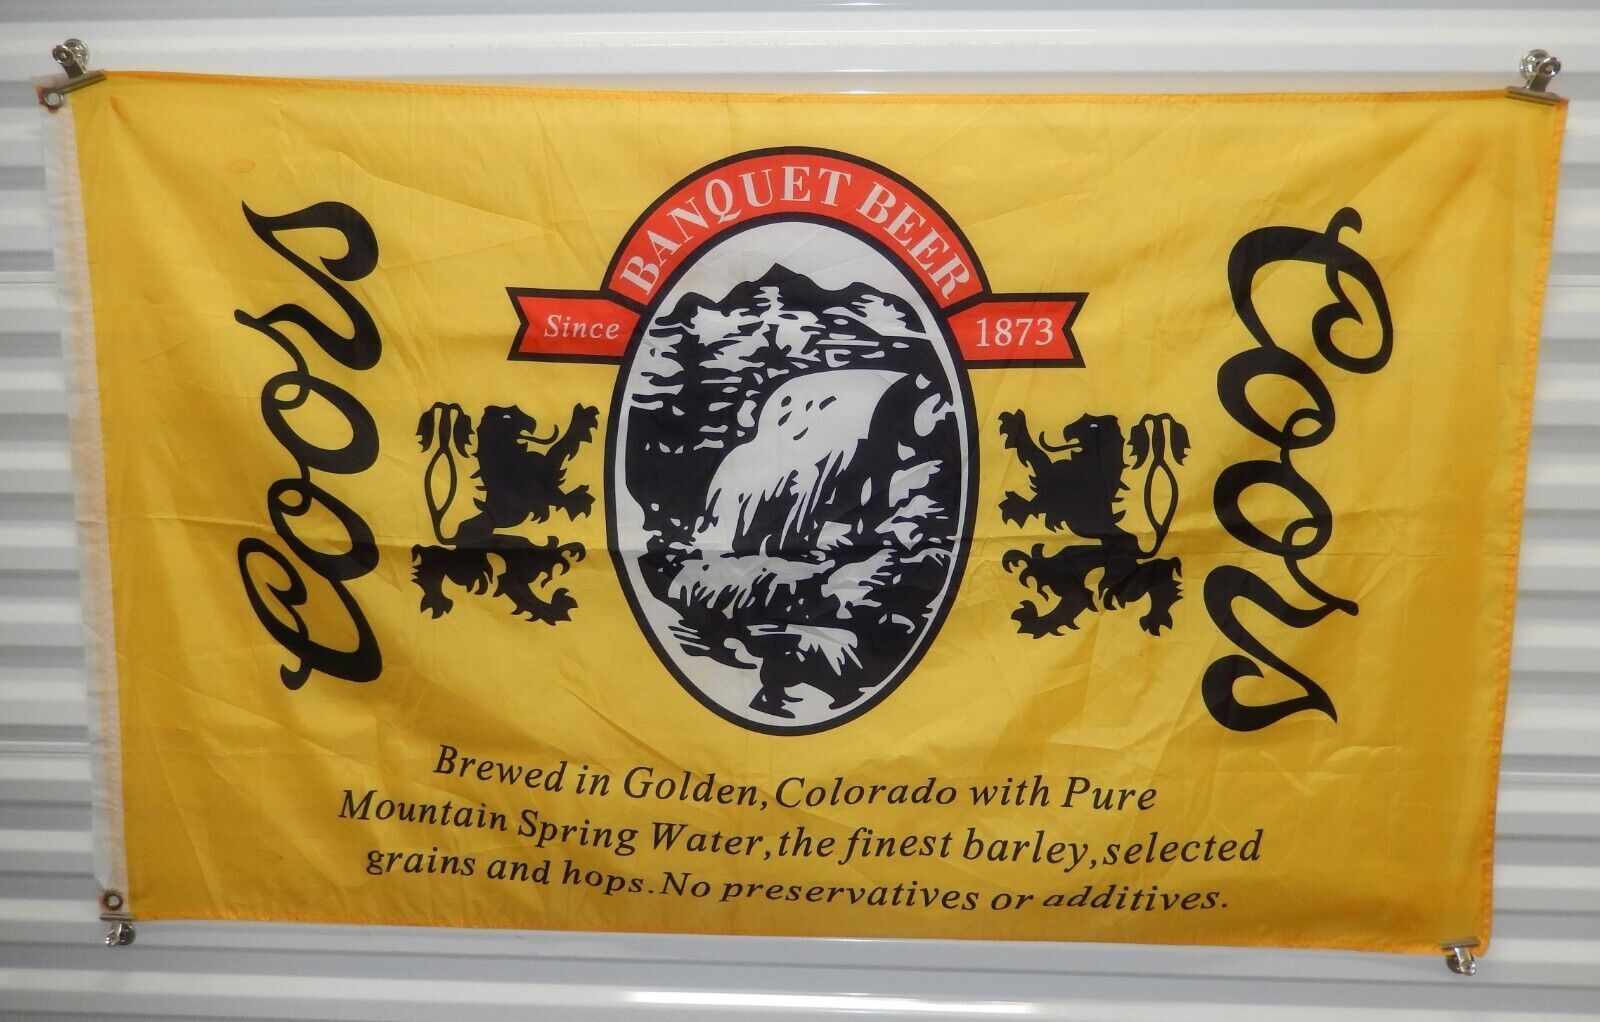 BANQUET BEER
Since 1873
Coors
Coors
Brewed in Golden,Colorado with Pure
Mountain Spring Water,the finest barley,selected
grains and hops.No preservatives or additives.